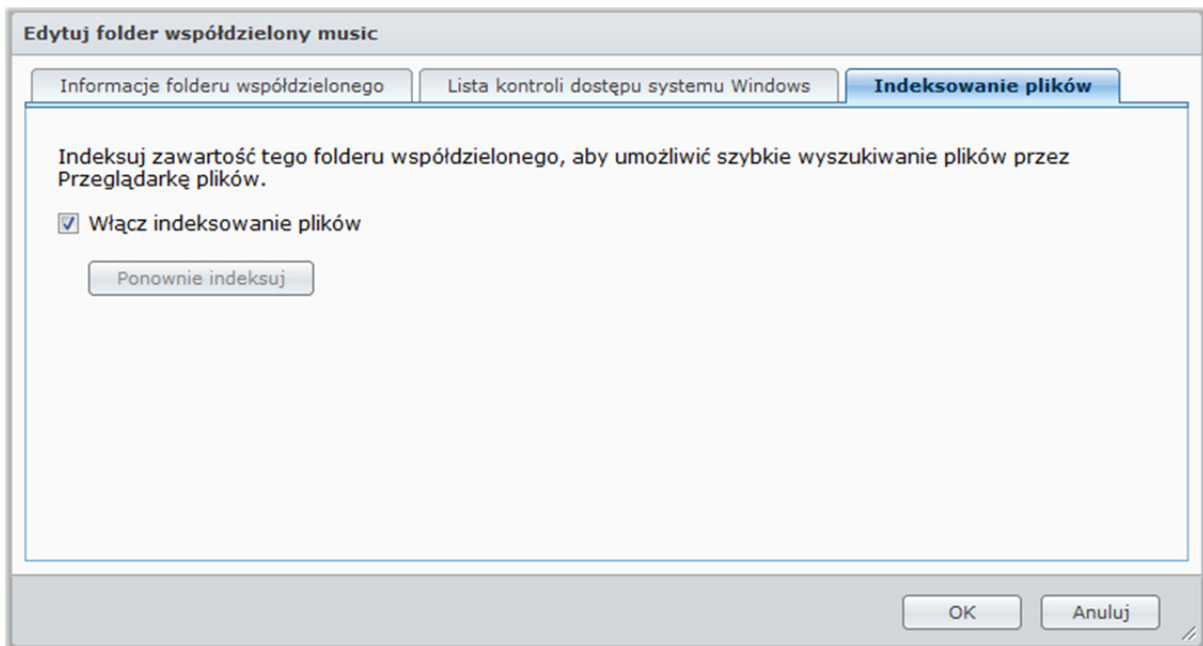 Edytuj folder współdzielony music
Informacje folderu współdzielonego
Lista kontroli dostępu systemu Windows
Indeksowanie plików
Indeksuj zawartość tego folderu współdzielonego, aby umożliwić szybkie wyszukiwanie plików przez
Przeglądarkę plików.
Włącz indeksowanie plików
Ponownie indeksuj
OK
Anuluj